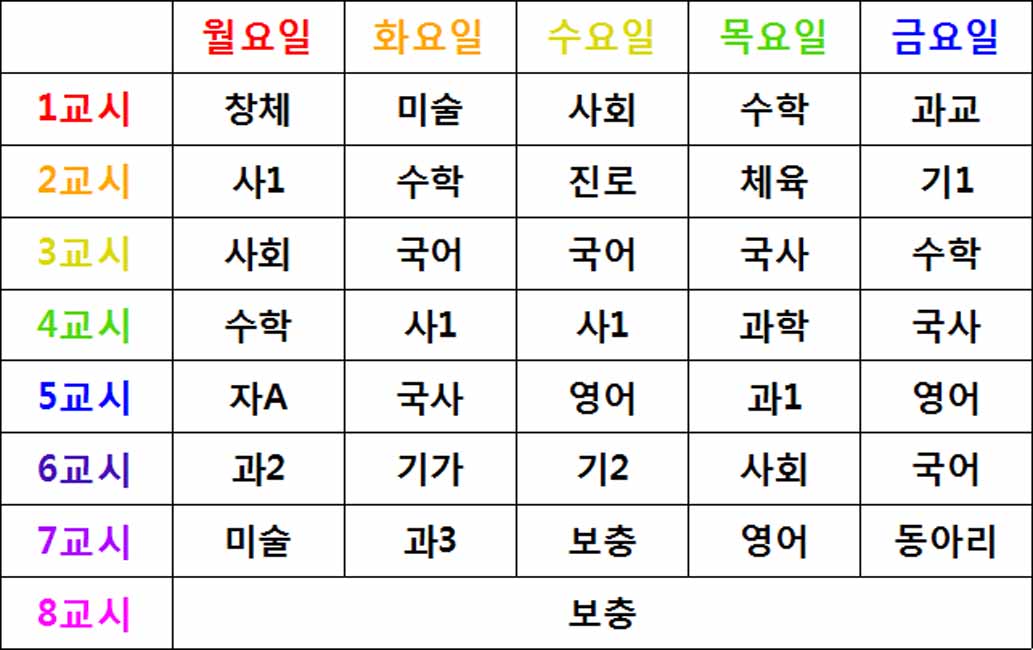 월요일 화요일 수요일 목요일 금요일
1교시 창체 미술 사회 수학 과교
2교시 사1 수학 진로 체육 기1
3교시 사회 국어 국어 국사 수학
4교시 수학 사1 사1 과학 국사
5교시 자A 국사 영어 과1 영어
6교시 과2 기가 기2 사회 국어
7교시 미술 과3 보충 영어 동아리
8교시 보충